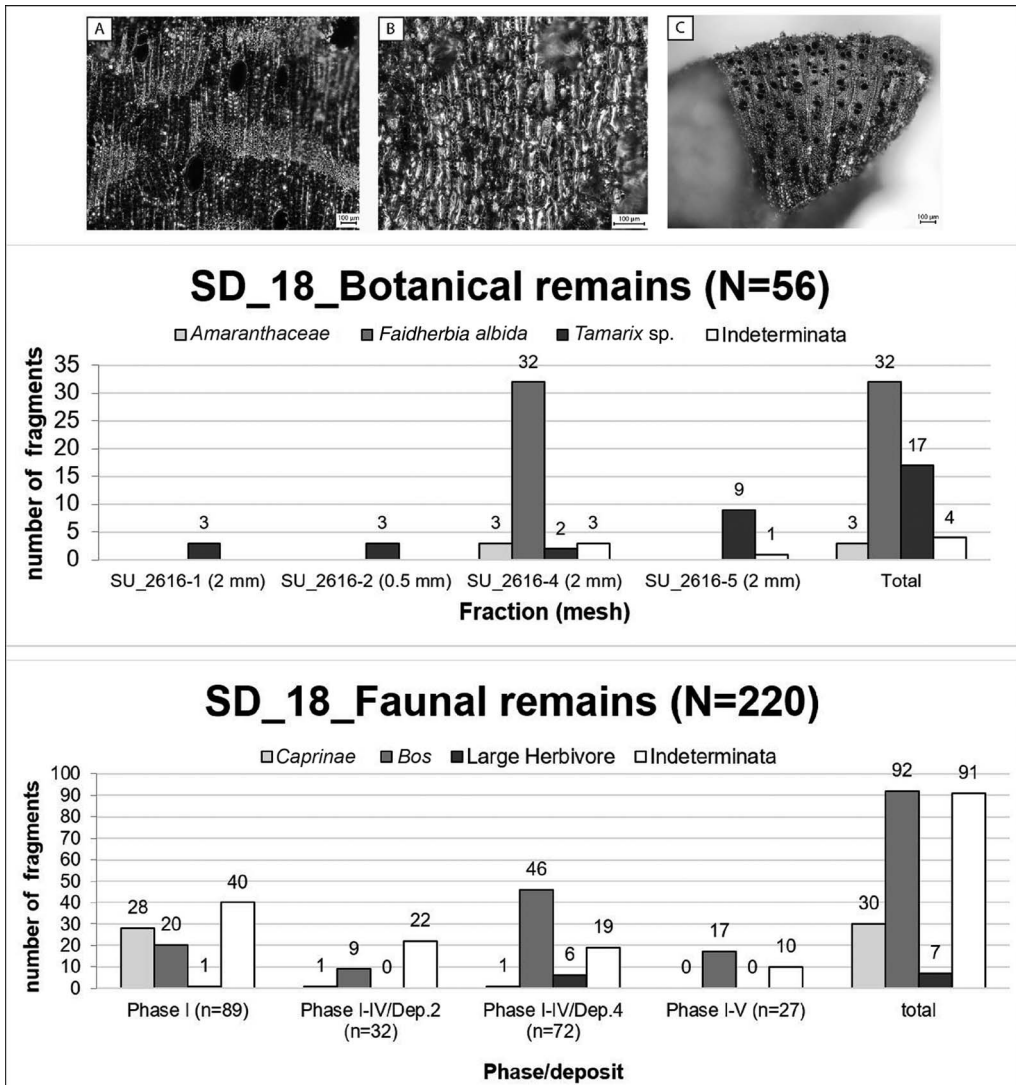 A
B
C
100 µm
100 µm
100 µm
SD_18_Botanical remains (N=56)
Amaranthaceae Faidherbia albida Tamarix sp. Indeterminata
number of fragments
35
30
25
20
15
10
5
0
3
3
3
32
2
3
9
1
3
32
17
4
SU_2616-1 (2 mm)
SU_2616-2 (0.5 mm)
SU_2616-4 (2 mm)
SU_2616-5 (2 mm)
Total
Fraction (mesh)
SD_18_Faunal remains (N=220)
Caprinae Bos Large Herbivore Indeterminata
number of fragments
100
90
80
70
60
50
40
30
20
10
0
28
20
1
40
1
9
0
22
1
46
6
19
0
17
0
10
30
92
7
91
Phase I (n=89)
Phase I-IV/Dep.2
(n=32)
Phase I-IV/Dep.4
(n=72)
Phase I-V (n=27)
total
Phase/deposit